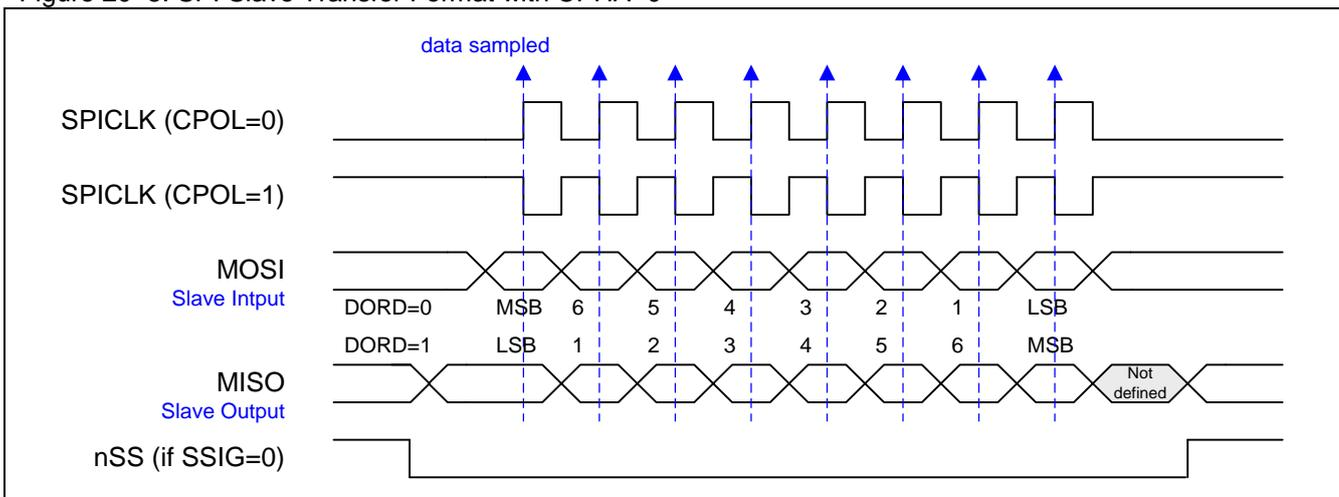 data sampled
SPICLK (CPOL=0)
SPICLK (CPOL=1)
MOSI
Slave Intput
DORD=0 MSB 6 5 4 3 2 1 LSB
DORD=1 LSB 1 2 3 4 5 6 MSB
MISO
Slave Output
Not
defined
nSS (if SSIG=0)